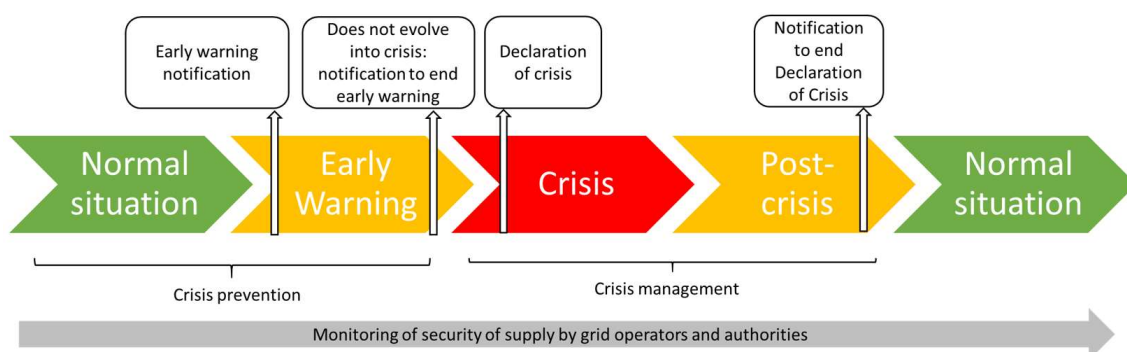 Early warning
notification
Does not evolve
into crisis:
notification to end
early warning
Declaration
of crisis
Notification
to end
Declaration
of Crisis
Normal
situation
Early
Warning
Crisis
Post-
crisis
Normal
situation
Crisis prevention
Crisis management
Monitoring of security of supply by grid operators and authorities